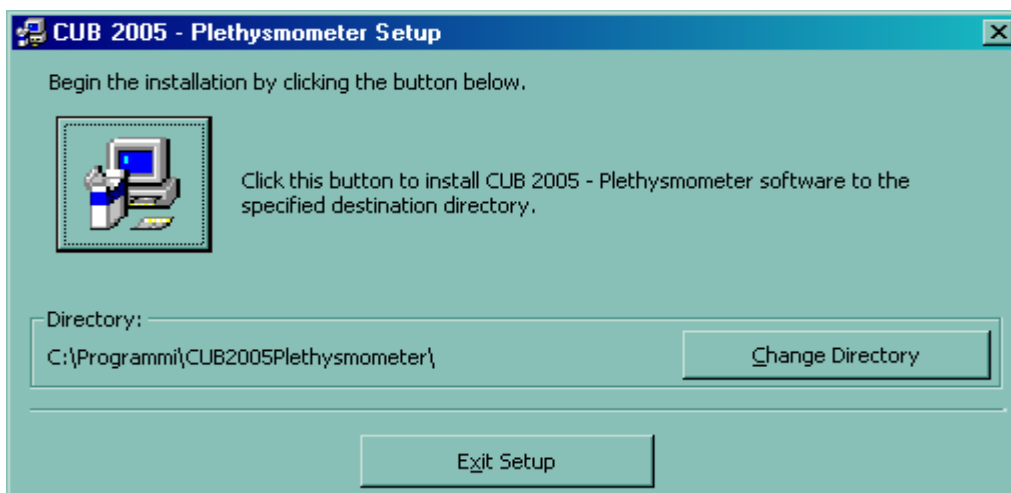 CUB 2005 - Plethysmometer Setup
Begin the installation by clicking the button below.
Click this button to install CUB 2005 - Plethysmometer software to the
specified destination directory.
Directory:
C:\Programmi\CUB2005Plethysmometer\
Change Directory
Exit Setup